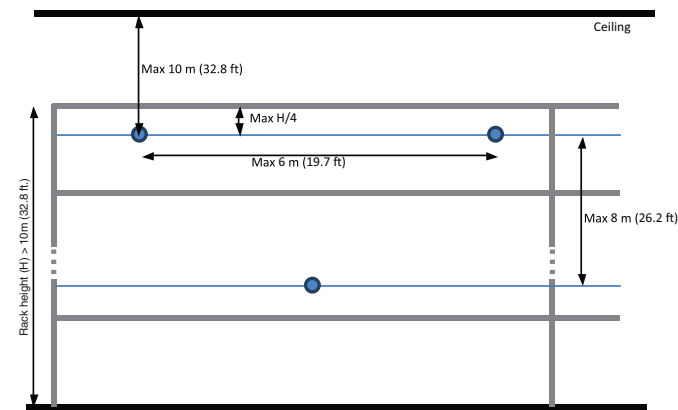 Ceiling
Max 10 m (32.8 ft)
Max H/4
Max 6 m (19.7 ft)
Rack height (H) > 10m (32.8 ft.)
Max 8 m (26.2 ft)